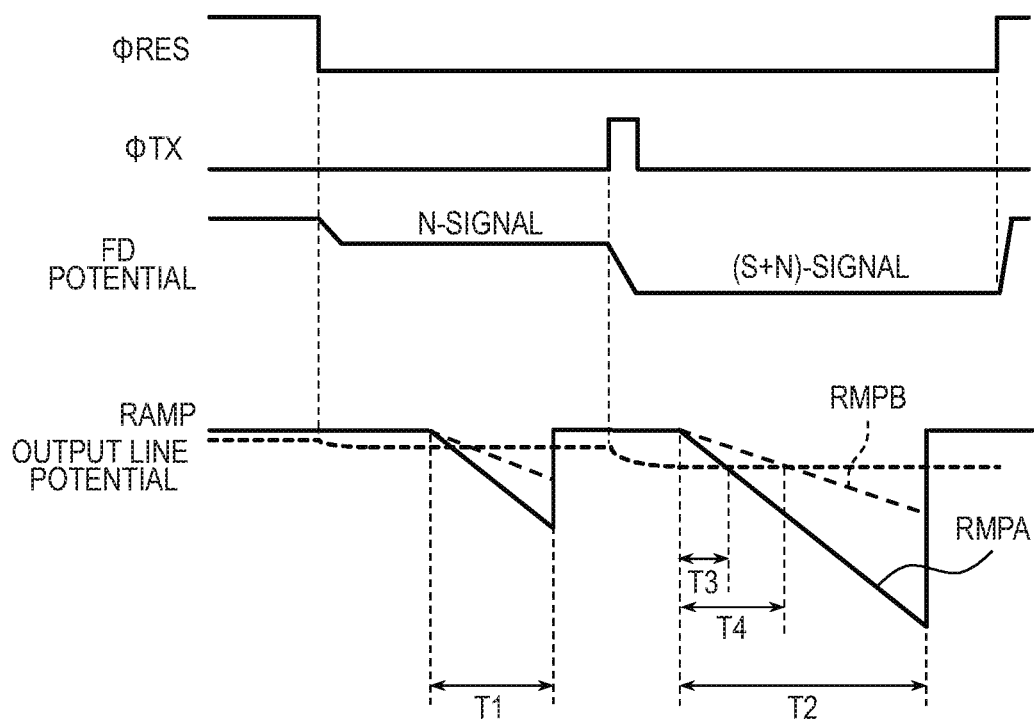 ΦRES
ΦTX
N-SIGNAL
FD
POTENTIAL
(S+N)-SIGNAL
RAMP
OUTPUT LINE
POTENTIAL
RMPB
RMPA
T3
T4
T1
T2